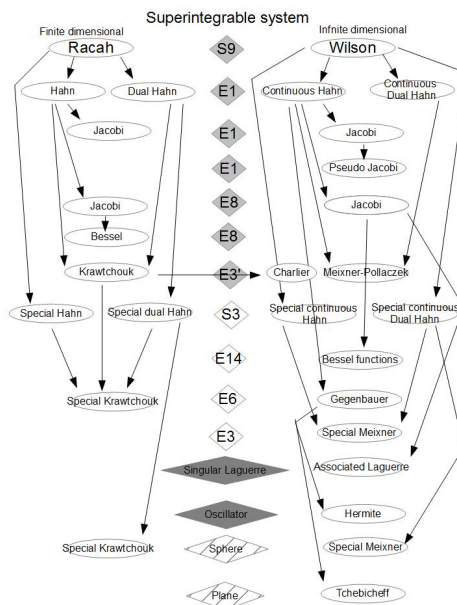 Superintegrable system
Finite dimensional
Infnite dimensional
Racah
S9
Wilson
Hahn
Dual Hahn
E1
Continuous Hahn
Continuous
Dual Hahn
Jacobi
E1
Jacobi
E1
Pseudo Jacobi
Jacobi
E8
Jacobi
Bessel
E8
Krawtchouk
E3'
Charlier
Meixner-Pollaczek
Special Hahn
Special dual Hahn
S3
Special continuous
Hahn
Special continuous
Dual Hahn
E14
Bessel functions
Special Krawtchouk
E6
Gegenbauer
E3
Special Meixner
Singular Laguerre
Associated Laguerre
Oscillator
Hermite
Special Krawtchouk
Sphere
Special Meixner
Plane
Tchebicheff